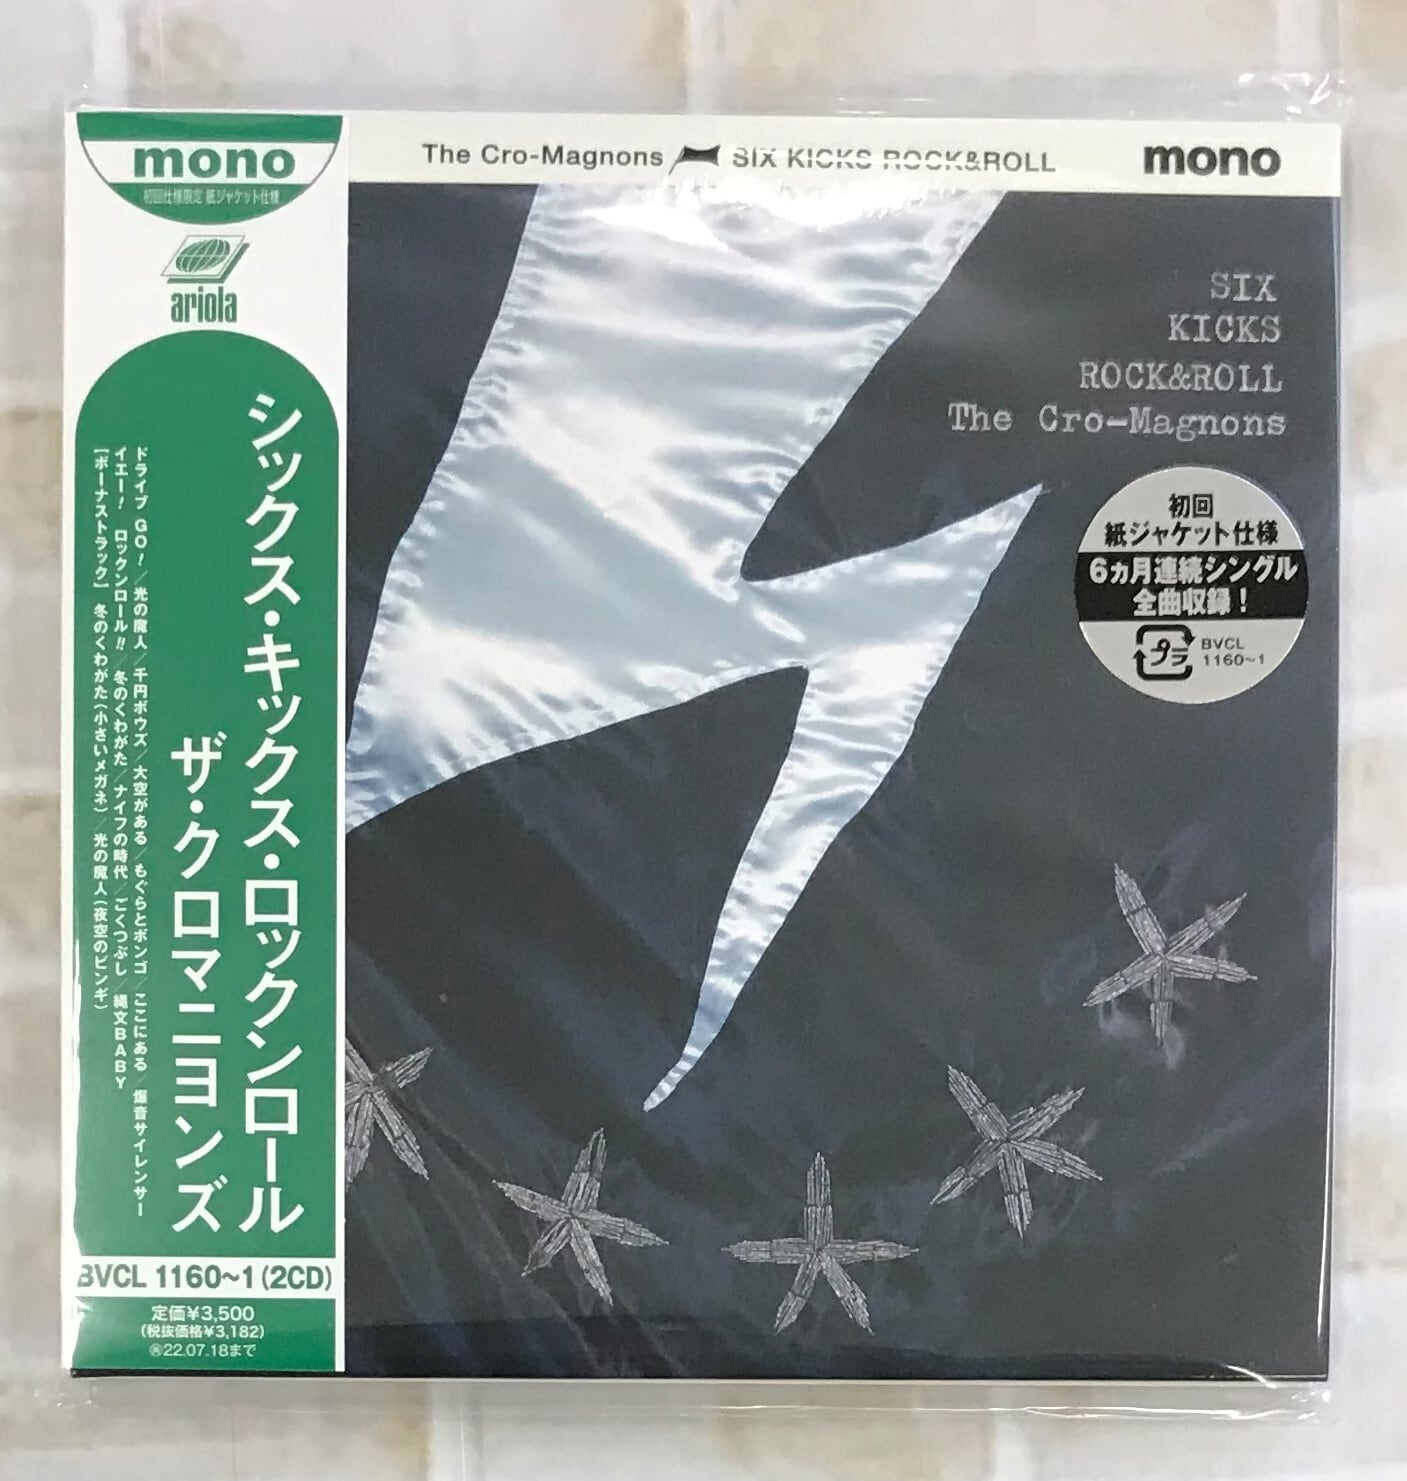 mono
初回仕様限定 紙ジャケット仕様
ariola
シックス・キックス・ロックンロール
ザ・クロマニヨンズ
ドライブ GO!/光の魔人/千円ボウズ/大空がある/もぐらとボンゴ/ここにある/爆音サイレンサー
イエー! ロックンロール!!/冬のくわがた/ナイフの時代/ごくつぶし/縄文BABY
[ボーナストラック] 冬のくわがた(小さいメガネ)/光の魔人(夜空のピンギ)
BVCL 1160~1(2CD)
定価¥3,500
(税抜価格¥3,182)
㊝22.07.18まで
The Cro-Magnons SIX KICKS ROCK&ROLL mono
SIX
KICKS
ROCK&ROLL
The Cro-Magnons
初回
紙ジャケット仕様
6ヵ月連続シングル
全曲収録!
プラ
BVCL
1160~1